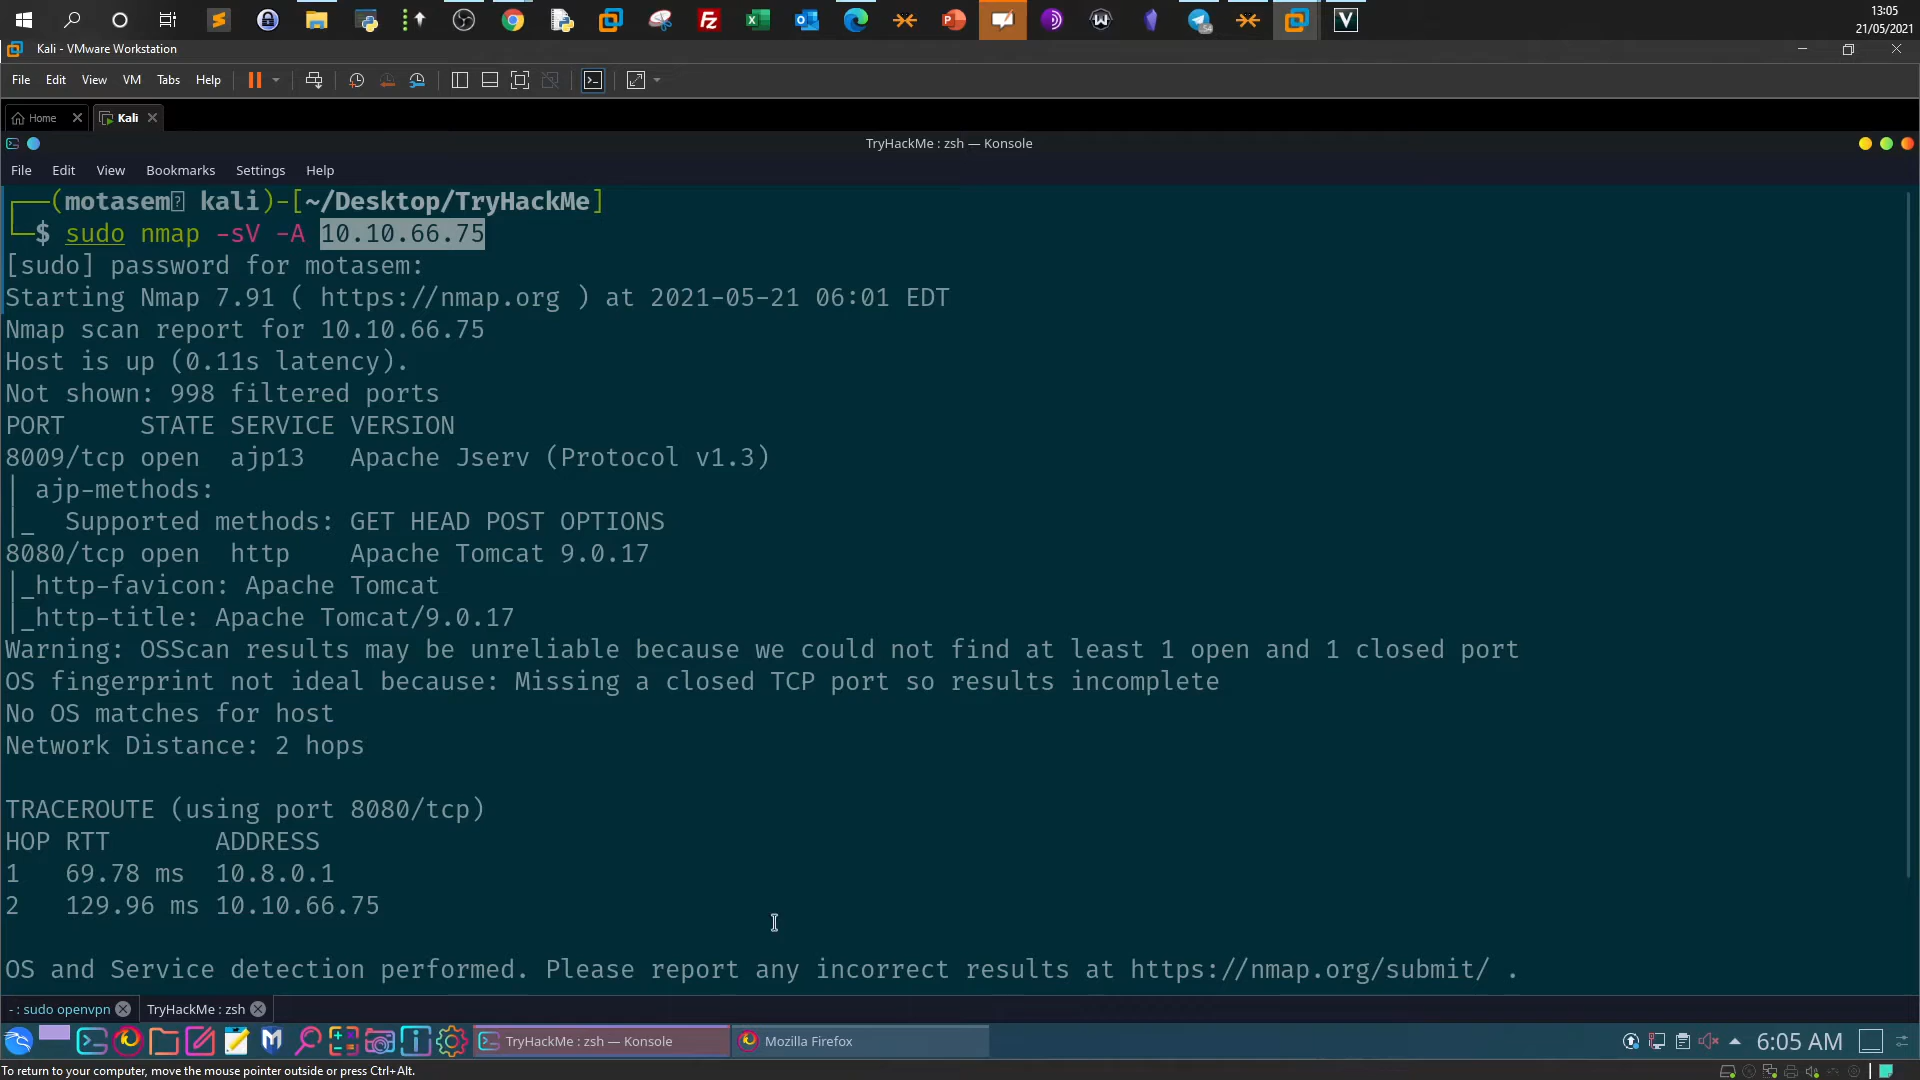 13:05
21/05/2021
Kali - VMware Workstation
File Edit View VM Tabs Help
Home Kali
TryHackMe : zsh — Konsole
File Edit View Bookmarks Settings Help
(motasem kali)-[~/Desktop/TryHackMe]
$ sudo nmap -sV -A 10.10.66.75
[sudo] password for motasem:
Starting Nmap 7.91 ( https://nmap.org ) at 2021-05-21 06:01 EDT
Nmap scan report for 10.10.66.75
Host is up (0.11s latency).
Not shown: 998 filtered ports
PORT STATE SERVICE VERSION
8009/tcp open ajp13 Apache Jserv (Protocol v1.3)
| ajp-methods:
|_ Supported methods: GET HEAD POST OPTIONS
8080/tcp open http Apache Tomcat 9.0.17
|_http-favicon: Apache Tomcat
|_http-title: Apache Tomcat/9.0.17
Warning: OSScan results may be unreliable because we could not find at least 1 open and 1 closed port
OS fingerprint not ideal because: Missing a closed TCP port so results incomplete
No OS matches for host
Network Distance: 2 hops
TRACEROUTE (using port 8080/tcp)
HOP RTT ADDRESS
1 69.78 ms 10.8.0.1
2 129.96 ms 10.10.66.75
OS and Service detection performed. Please report any incorrect results at https://nmap.org/submit/ .
- : sudo openvpn TryHackMe : zsh
TryHackMe : zsh — Konsole Mozilla Firefox 6:05 AM
To return to your computer, move the mouse pointer outside or press Ctrl+Alt.